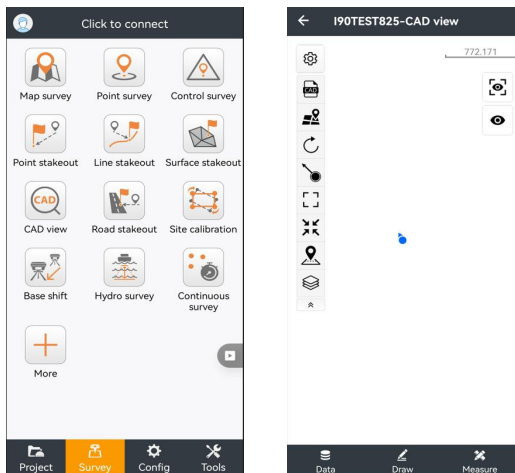 Click to connect
Map survey
Point survey
Control survey
Point stakeout
Line stakeout
Surface stakeout
CAD
CAD view
Road stakeout
Site calibration
Base shift
Hydro survey
Continuous
survey
More
Project
Survey
Config
Tools
I90TEST825-CAD view
772.171
CAD
Data
Draw
Measure